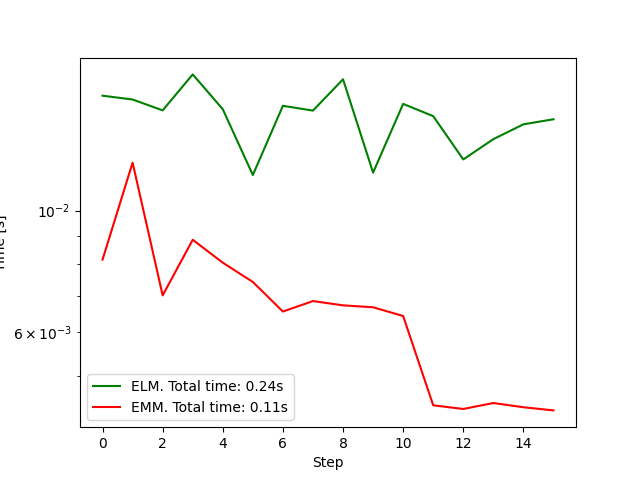 Time [s]
10⁻²
6 × 10⁻³
ELM. Total time: 0.24s
EMM. Total time: 0.11s
0 2 4 6 8 10 12 14
Step